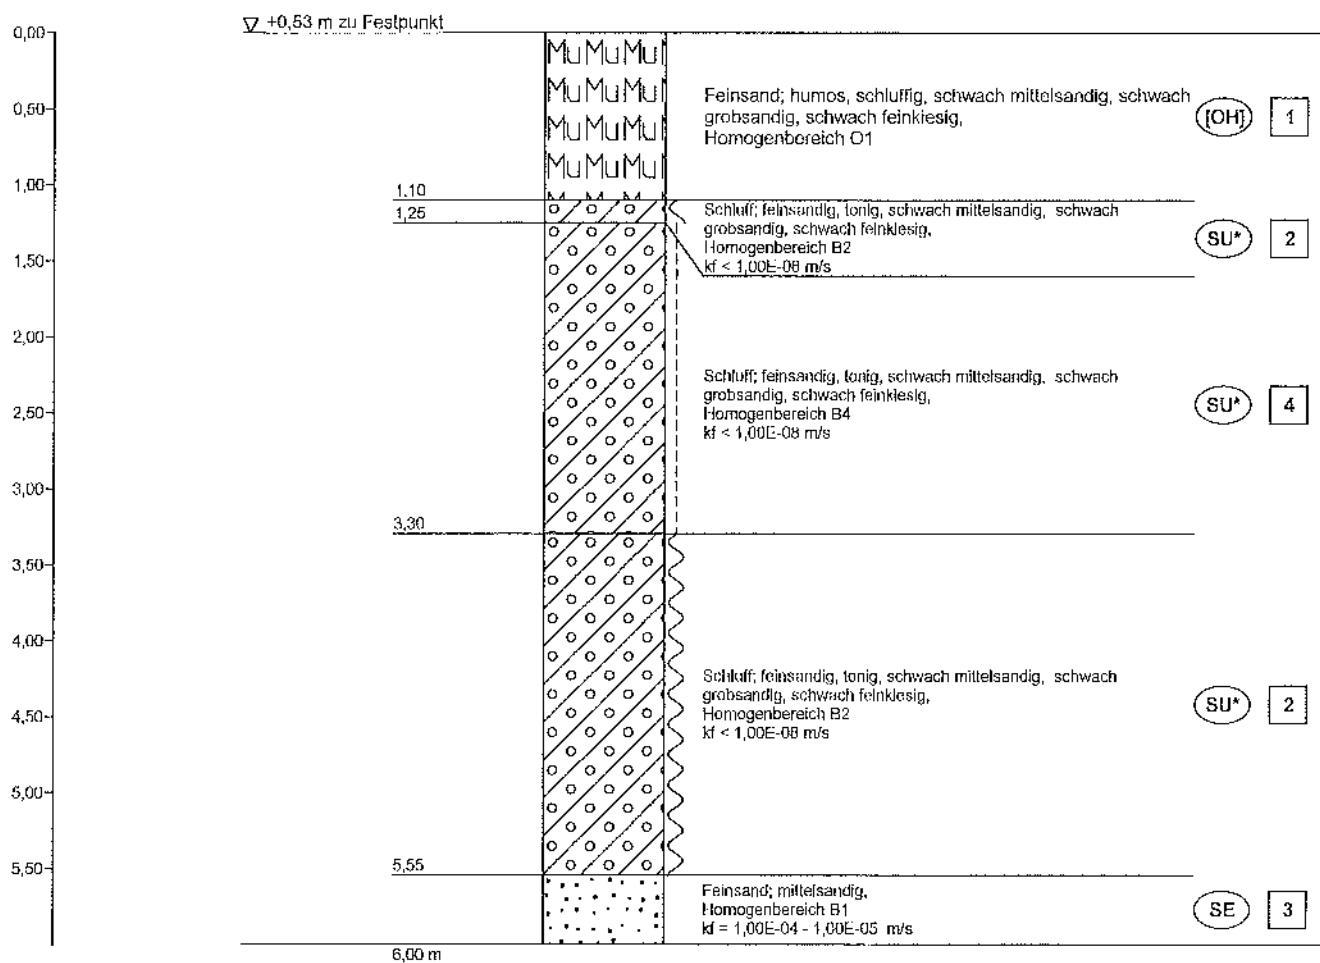 +0,53 m zu Festpunkt
0,00
MuMuMu
0,50
MuMuMu
Feinsand; humos, schluffig, schwach mittelsandig, schwach
grobsandig, schwach feinkiesig,
Homogenbereich O1
[OH]
1
MuMuMu
MuMuMu
1,00
1,10
1,25
Schluff; feinsandig, tonig, schwach mittelsandig, schwach
grobsandig, schwach feinkiesig,
Homogenbereich B2
kf < 1,00E-08 m/s
SU*
2
1,50
2,00
Schluff; feinsandig, tonig, schwach mittelsandig, schwach
grobsandig, schwach feinkiesig,
Homogenbereich B4
kf < 1,00E-08 m/s
SU*
4
2,50
3,00
3,30
3,50
4,00
Schluff; feinsandig, tonig, schwach mittelsandig, schwach
grobsandig, schwach feinkiesig,
Homogenbereich B2
kf < 1,00E-08 m/s
SU*
2
4,50
5,00
5,50
5,55
Feinsand; mittelsandig,
Homogenbereich B1
kf = 1,00E-04 - 1,00E-05 m/s
SE
3
6,00 m